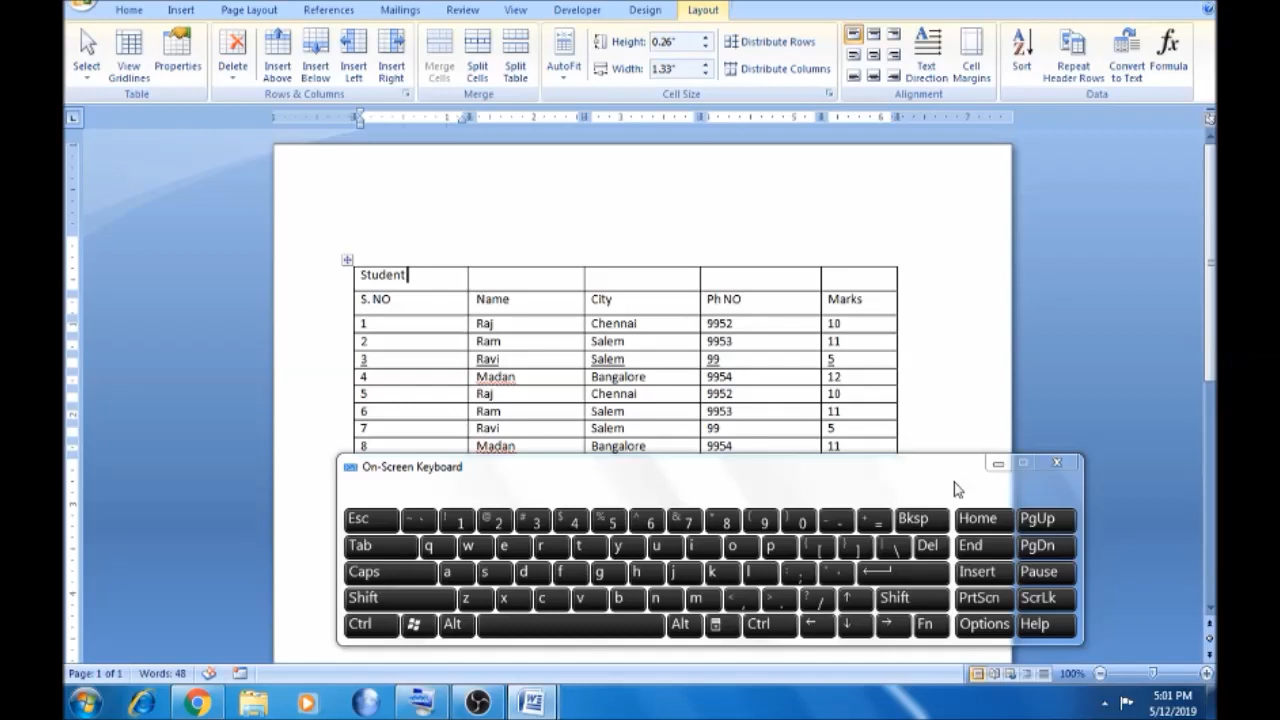 Home Insert Page Layout References Mailings Review View Developer Design Layout
Select View Gridlines Properties Delete Insert Above Insert Below Insert Left Insert Right Merge Cells Split Cells Split Table AutoFit Height: 0.26" Width: 1.33" Distribute Rows Distribute Columns Text Direction Cell Margins Sort Repeat Header Rows Convert to Text Formula
Table Rows & Columns Merge Cell Size Alignment Data
Student
S. NO Name City Ph NO Marks
1 Raj Chennai 9952 10
2 Ram Salem 9953 11
3 Ravi Salem 99 5
4 Madan Bangalore 9954 12
5 Raj Chennai 9952 10
6 Ram Salem 9953 11
7 Ravi Salem 99 5
8 Madan Bangalore 9954 11
On-Screen Keyboard
Esc ~ ` ! 1 @ 2 # 3 $ 4 % 5 ^ 6 & 7 * 8 ( 9 ) 0 _ - + = Bksp Home PgUp
Tab q w e r t y u i o p { [ } ] | \ Del End PgDn
Caps a s d f g h j k l : ; " ' Insert Pause
Shift z x c v b n m < , > . ? / ↑ Shift PrtScn ScrLk
Ctrl Alt Alt Ctrl ← ↓ → Fn Options Help
Page: 1 of 1 Words: 48 100%
5:01 PM
5/12/2019